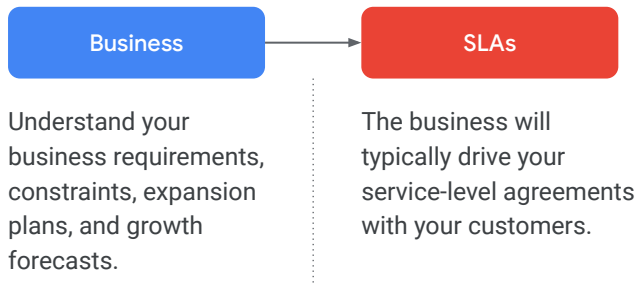 Business
SLAs
Understand your
business requirements,
constraints, expansion
plans, and growth
forecasts.
The business will
typically drive your
service-level agreements
with your customers.